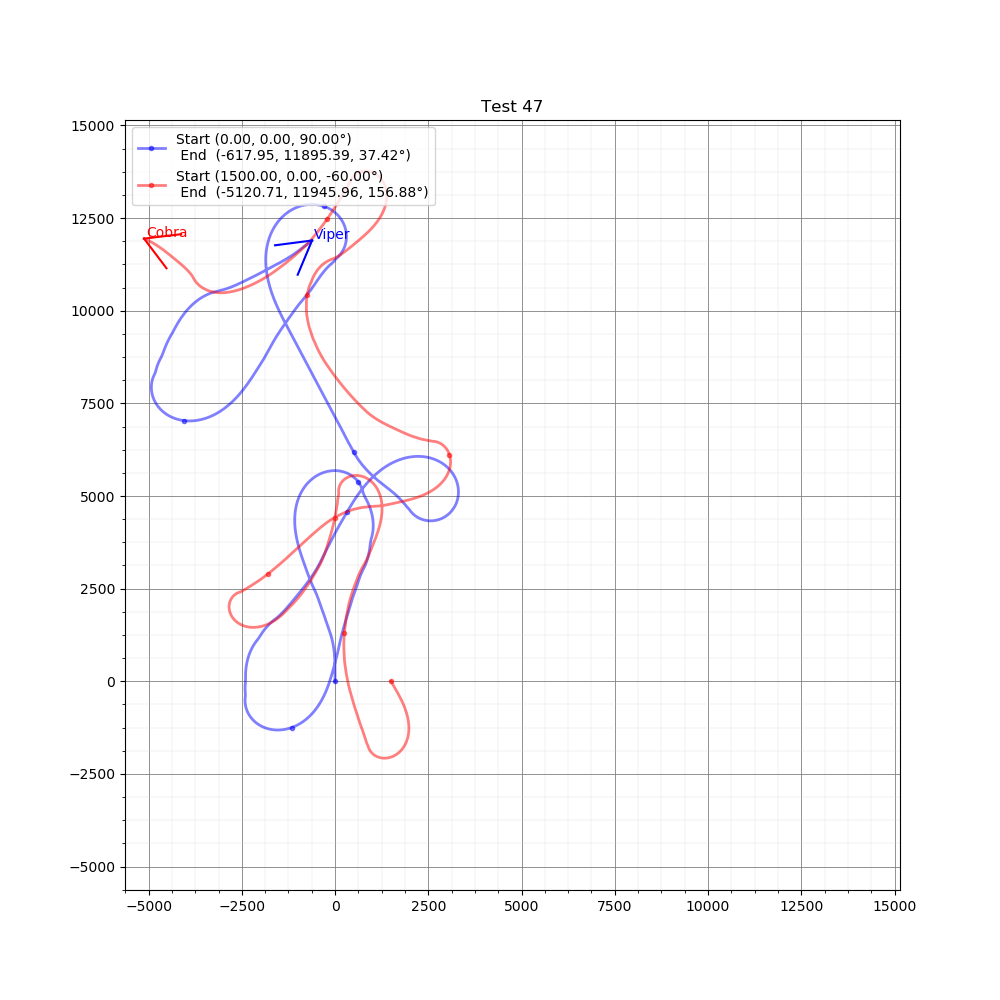 Test 47
Start (0.00, 0.00, 90.00°)
End (-617.95, 11895.39, 37.42°)
Start (1500.00, 0.00, -60.00°)
End (-5120.71, 11945.96, 156.88°)
Cobra
Viper
15000
12500
10000
7500
5000
2500
0
−2500
−5000
−5000 −2500 0 2500 5000 7500 10000 12500 15000